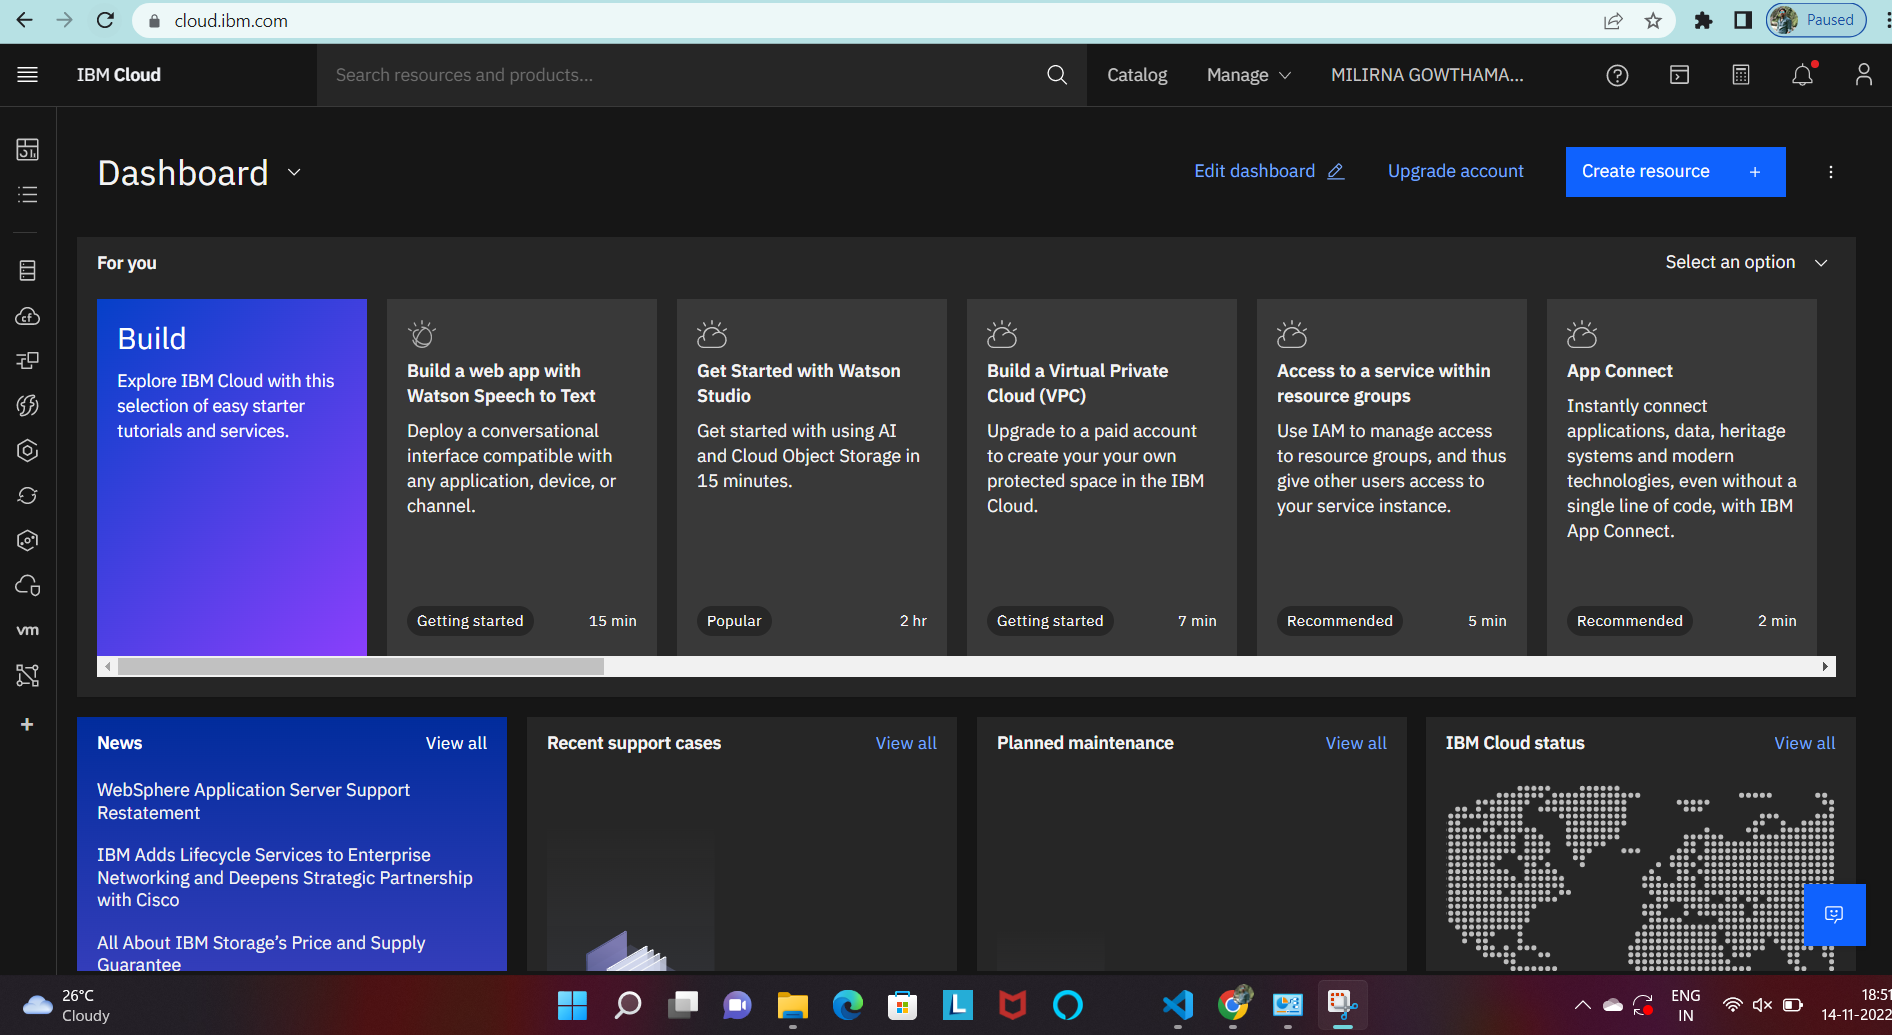 cloud.ibm.com
Paused
IBM Cloud
Search resources and products...
Catalog
Manage
MILIRNA GOWTHAMA...
Dashboard
Edit dashboard
Upgrade account
Create resource +
For you
Select an option
Build
Explore IBM Cloud with this
selection of easy starter
tutorials and services.
Build a web app with
Watson Speech to Text
Deploy a conversational
interface compatible with
any application, device, or
channel.
Getting started 15 min
Get Started with Watson
Studio
Get started with using AI
and Cloud Object Storage in
15 minutes.
Popular 2 hr
Build a Virtual Private
Cloud (VPC)
Upgrade to a paid account
to create your your own
protected space in the IBM
Cloud.
Getting started 7 min
Access to a service within
resource groups
Use IAM to manage access
to resource groups, and thus
give other users access to
your service instance.
Recommended 5 min
App Connect
Instantly connect
applications, data, heritage
systems and modern
technologies, even without a
single line of code, with IBM
App Connect.
Recommended 2 min
cf
vm
News View all
WebSphere Application Server Support
Restatement
IBM Adds Lifecycle Services to Enterprise
Networking and Deepens Strategic Partnership
with Cisco
All About IBM Storage's Price and Supply
Guarantee
Recent support cases View all
Planned maintenance View all
IBM Cloud status View all
26°C
Cloudy
L
ENG
IN
18:51
14-11-2022